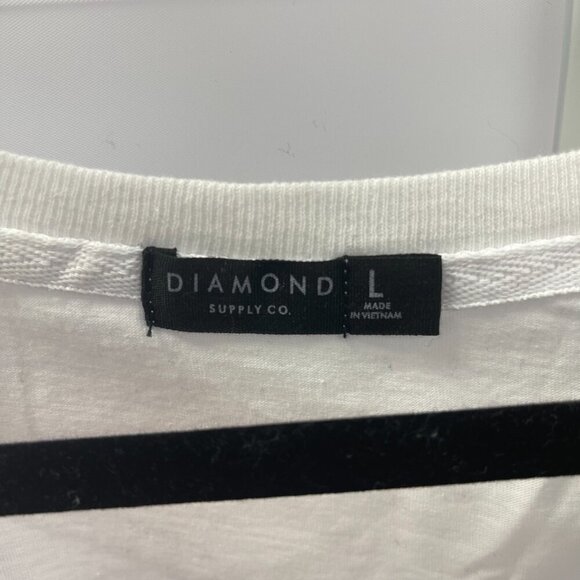 DIAMOND
SUPPLY CO.
L
MADE
IN VIETNAM